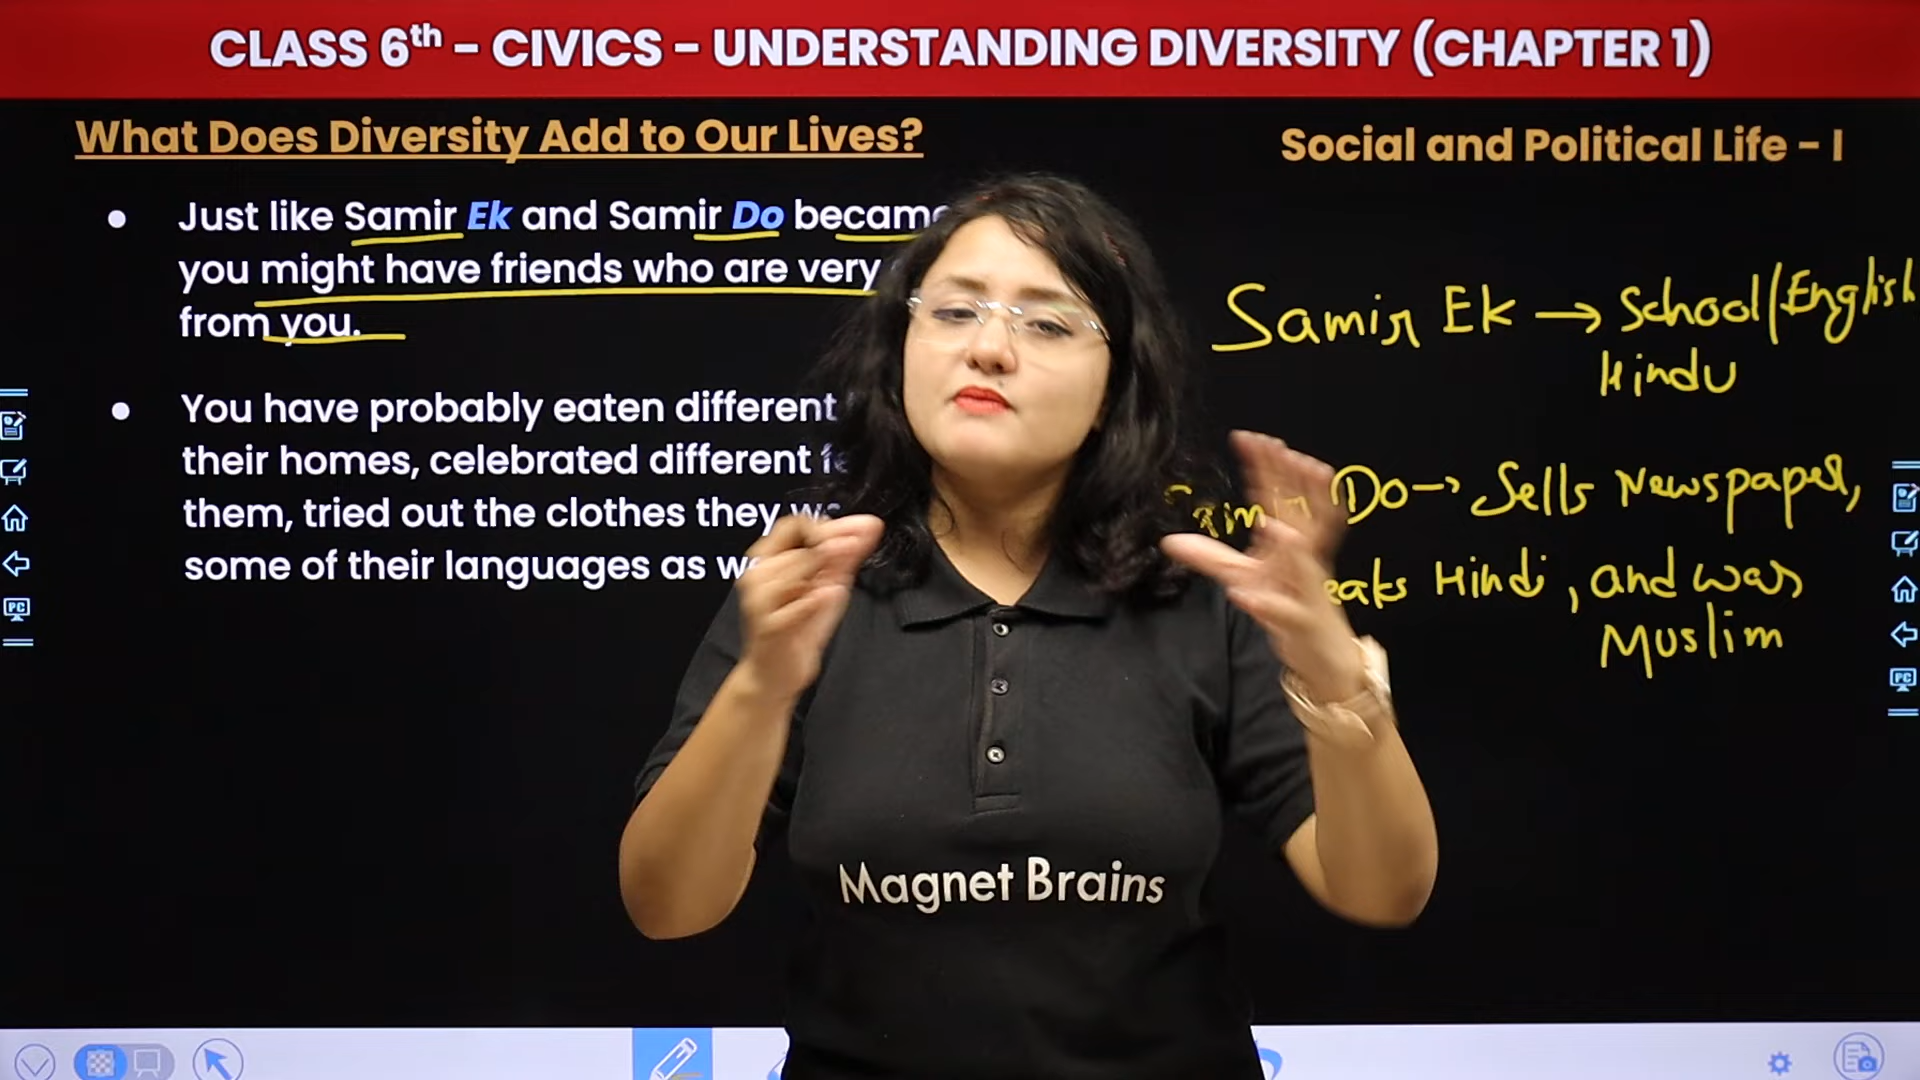 CLASS 6th - CIVICS - UNDERSTANDING DIVERSITY (CHAPTER 1)
What Does Diversity Add to Our Lives?
Just like Samir Ek and Samir Do
you might have friends who are very
from you.
You have probably eaten different
their homes, celebrated different
them, tried out the clothes they
some of their languages as
Social and Political Life - I
Samir Ek → School/English
Hindu
Do → Sells Newspaper,
Hindi, and was
Muslim
Magnet Brains
PC
PC